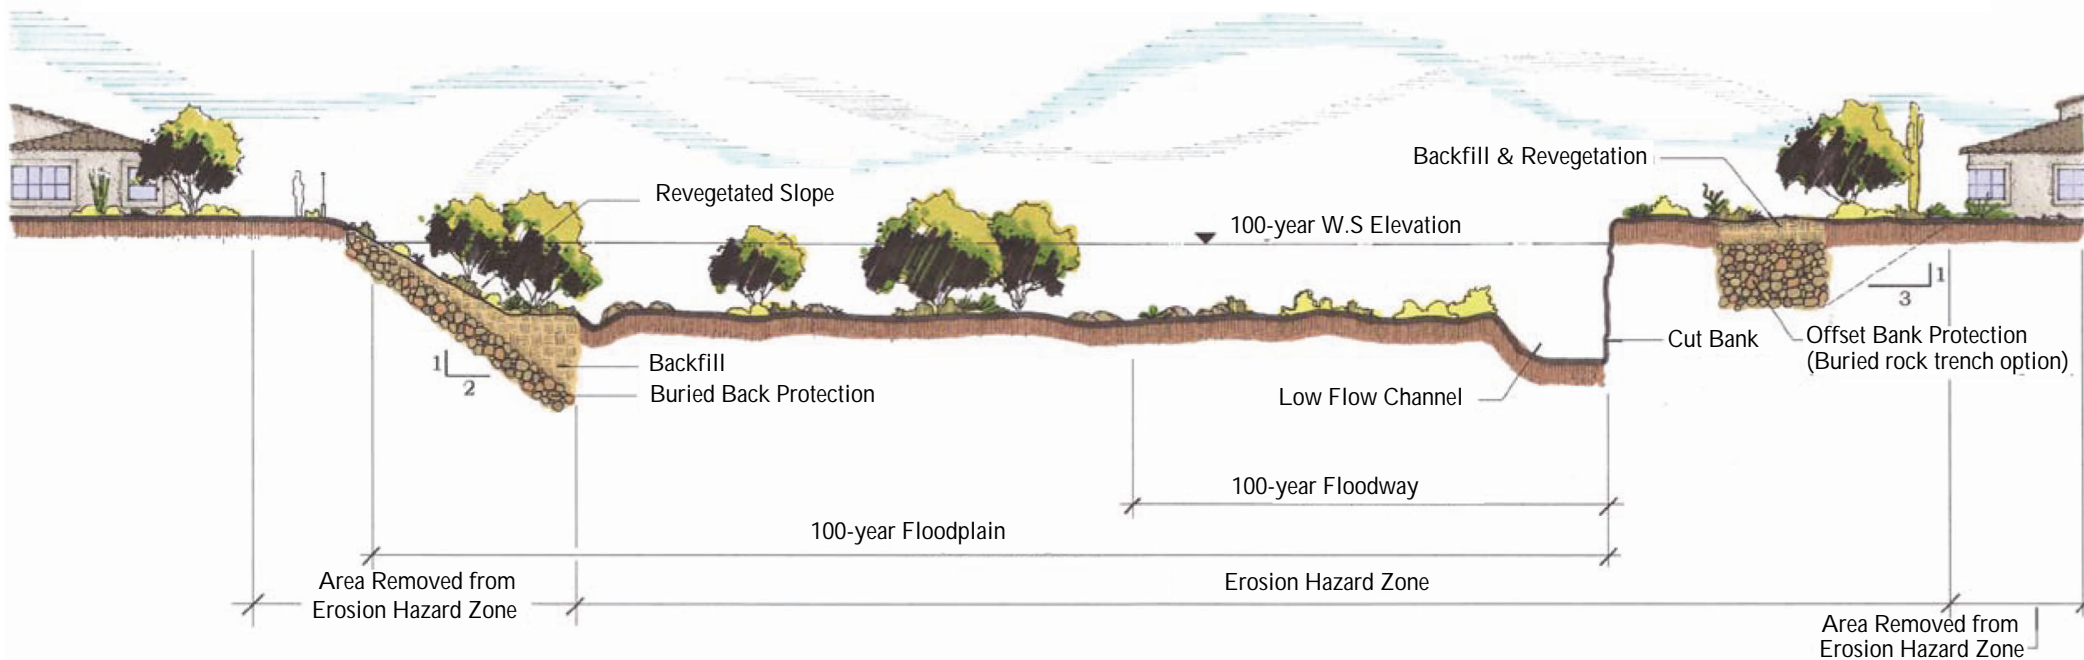 Backfill & Revegetation
Revegetated Slope
100-year W.S Elevation
1
3
Offset Bank Protection
(Buried rock trench option)
Cut Bank
1
2
Backfill
Buried Back Protection
Low Flow Channel
100-year Floodway
100-year Floodplain
Area Removed from
Erosion Hazard Zone
Erosion Hazard Zone
Area Removed from
Erosion Hazard Zone